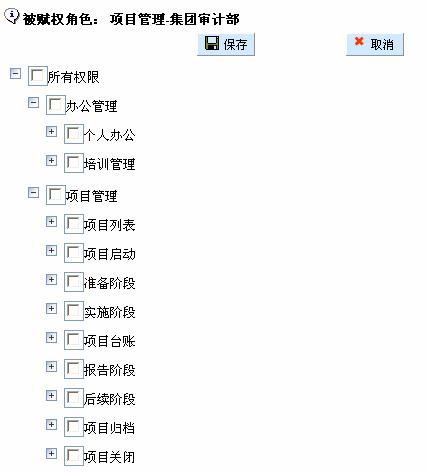 被赋权角色： 项目管理-集团审计部
保存 取消
所有权限
办公管理
个人办公
培训管理
项目管理
项目列表
项目启动
准备阶段
实施阶段
项目台账
报告阶段
后续阶段
项目归档
项目关闭